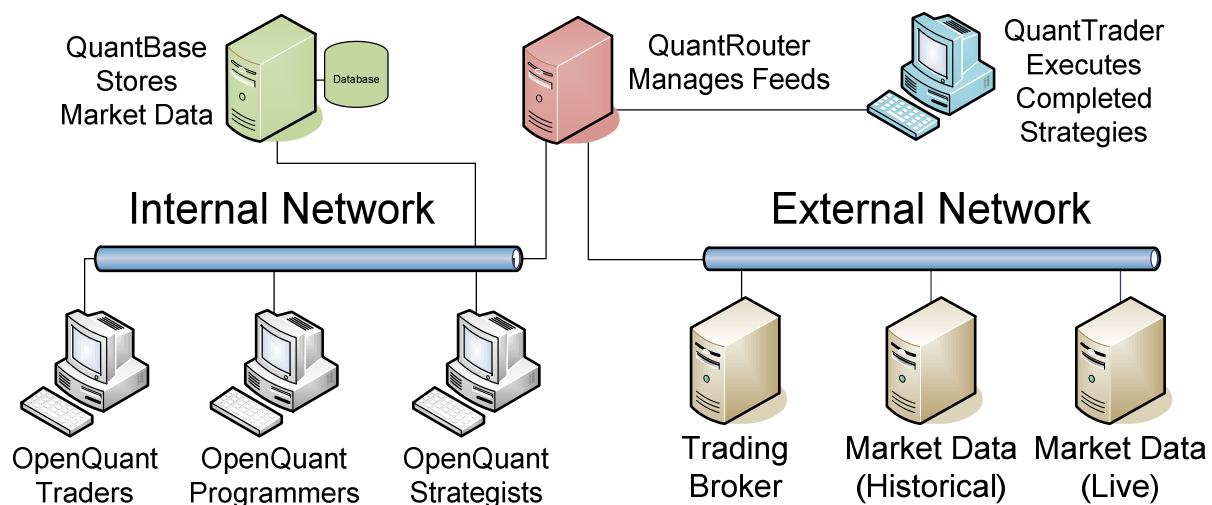 QuantBase
Stores
Market Data
Database
QuantRouter
Manages Feeds
QuantTrader
Executes
Completed
Strategies
Internal Network
External Network
OpenQuant
Traders
OpenQuant
Programmers
OpenQuant
Strategists
Trading
Broker
Market Data
(Historical)
Market Data
(Live)